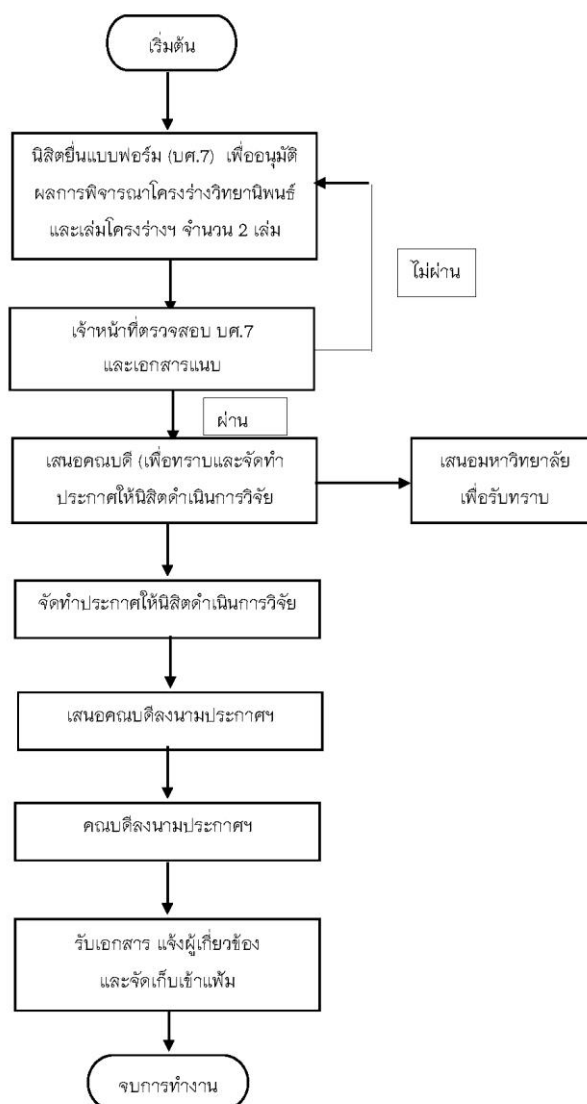 เริ่มต้น
นิสิตยื่นแบบฟอร์ม (บศ.7) เพื่ออนุมัติ
ผลการพิจารณาโครงร่างวิทยานิพนธ์
และเล่มโครงร่างฯ จำนวน 2 เล่ม
ไม่ผ่าน
เจ้าหน้าที่ตรวจสอบ บศ.7
และเอกสารแนบ
ผ่าน
เสนอคณบดี (เพื่อทราบและจัดทำ
ประกาศให้นิสิตดำเนินการวิจัย
เสนอมหาวิทยาลัย
เพื่อรับทราบ
จัดทำประกาศให้นิสิตดำเนินการวิจัย
เสนอคณบดีลงนามประกาศฯ
คณบดีลงนามประกาศฯ
รับเอกสาร แจ้งผู้เกี่ยวข้อง
และจัดเก็บเข้าแฟ้ม
จบการทำงาน